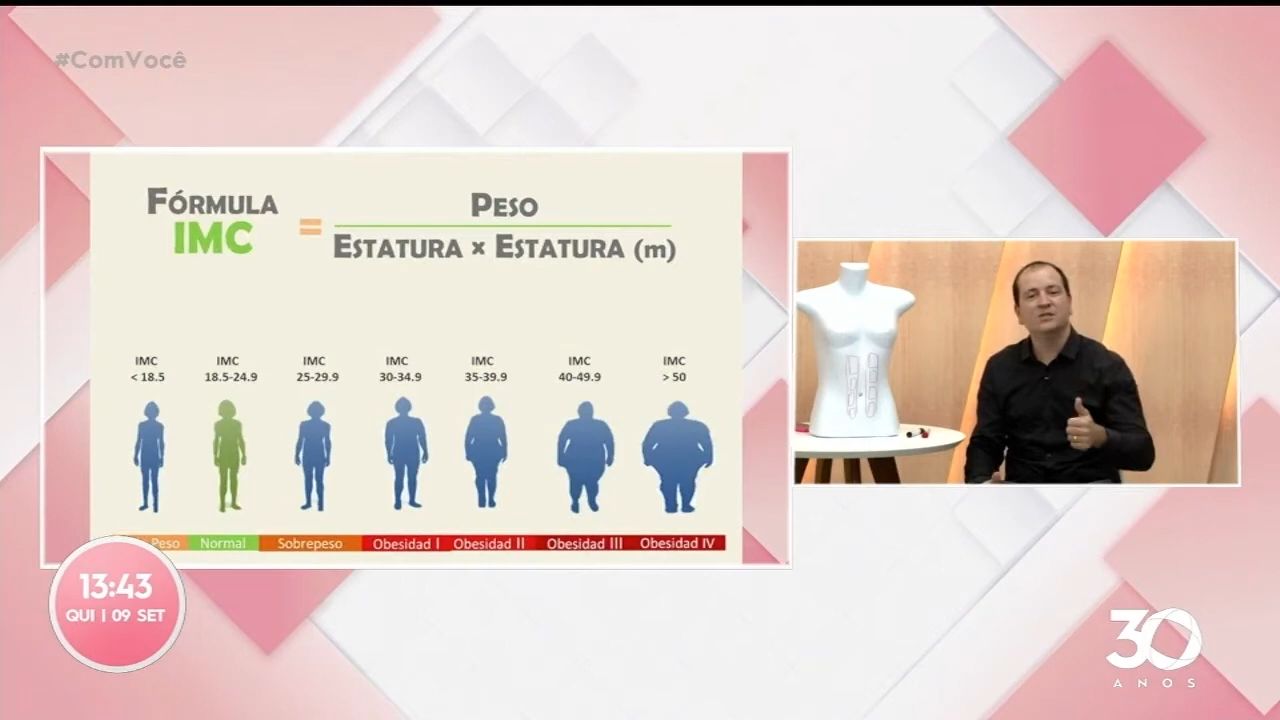 #ComVocê
FÓRMULA
IMC
=
PESO
ESTATURA x ESTATURA (m)
IMC
< 18.5
IMC
18.5-24.9
IMC
25-29.9
IMC
30-34.9
IMC
35-39.9
IMC
40-49.9
IMC
> 50
Peso
Normal
Sobrepeso
Obesidad I
Obesidad II
Obesidad III
Obesidad IV
13:43
QUI | 09 SET
30
ANOS